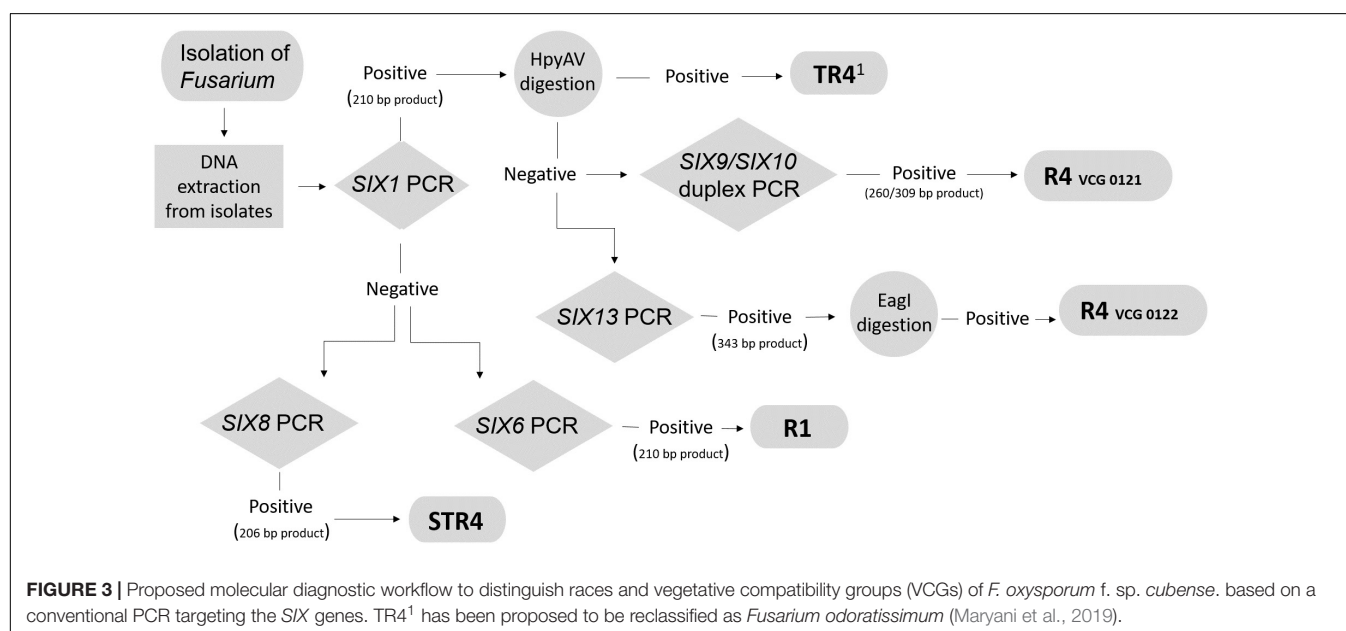 Isolation of
Fusarium
DNA
extraction
from isolates
SIX1 PCR
Positive
(210 bp product)
HpyAV
digestion
Positive
TR4¹
Negative
SIX9/SIX10
duplex PCR
Positive
(260/309 bp product)
R4 VCG 0121
Negative
SIX13 PCR
Positive
(343 bp product)
EagI
digestion
Positive
R4 VCG 0122
SIX8 PCR
Positive
(206 bp product)
STR4
SIX6 PCR
Positive
(210 bp product)
R1
FIGURE 3 | Proposed molecular diagnostic workflow to distinguish races and vegetative compatibility groups (VCGs) of F. oxysporum f. sp. cubense. based on a
conventional PCR targeting the SIX genes. TR4¹ has been proposed to be reclassified as Fusarium odoratissimum (Maryani et al., 2019).